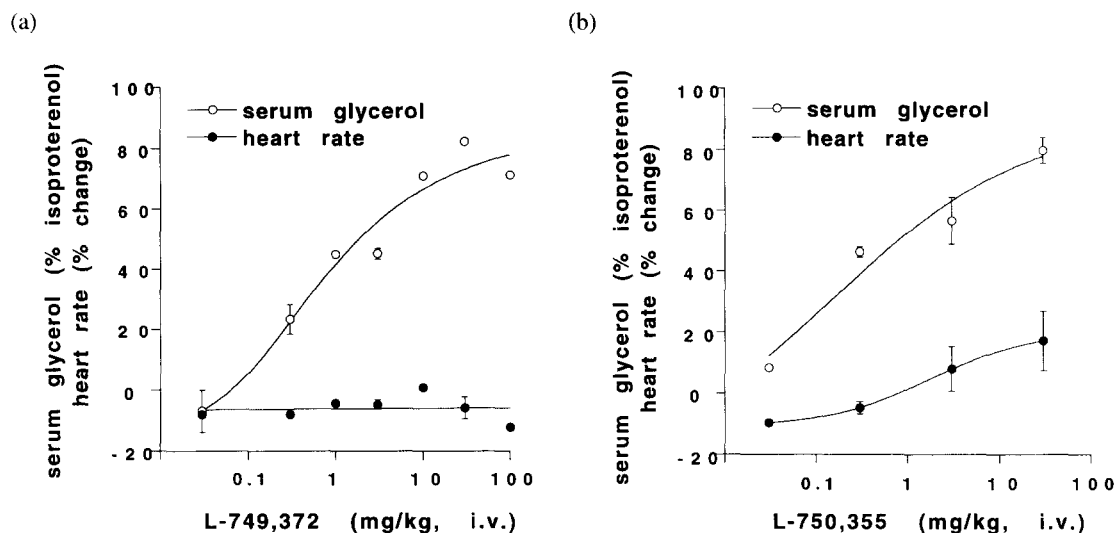 (a)
serum glycerol (% isoproterenol)
heart rate (% change)
100
80
60
40
20
0
-20
serum glycerol
heart rate
0.1 1 10 100
L-749,372 (mg/kg, i.v.)
(b)
serum glycerol (% isoproterenol)
heart rate (% change)
100
80
60
40
20
0
-20
serum glycerol
heart rate
0.1 1 10 100
L-750,355 (mg/kg, i.v.)